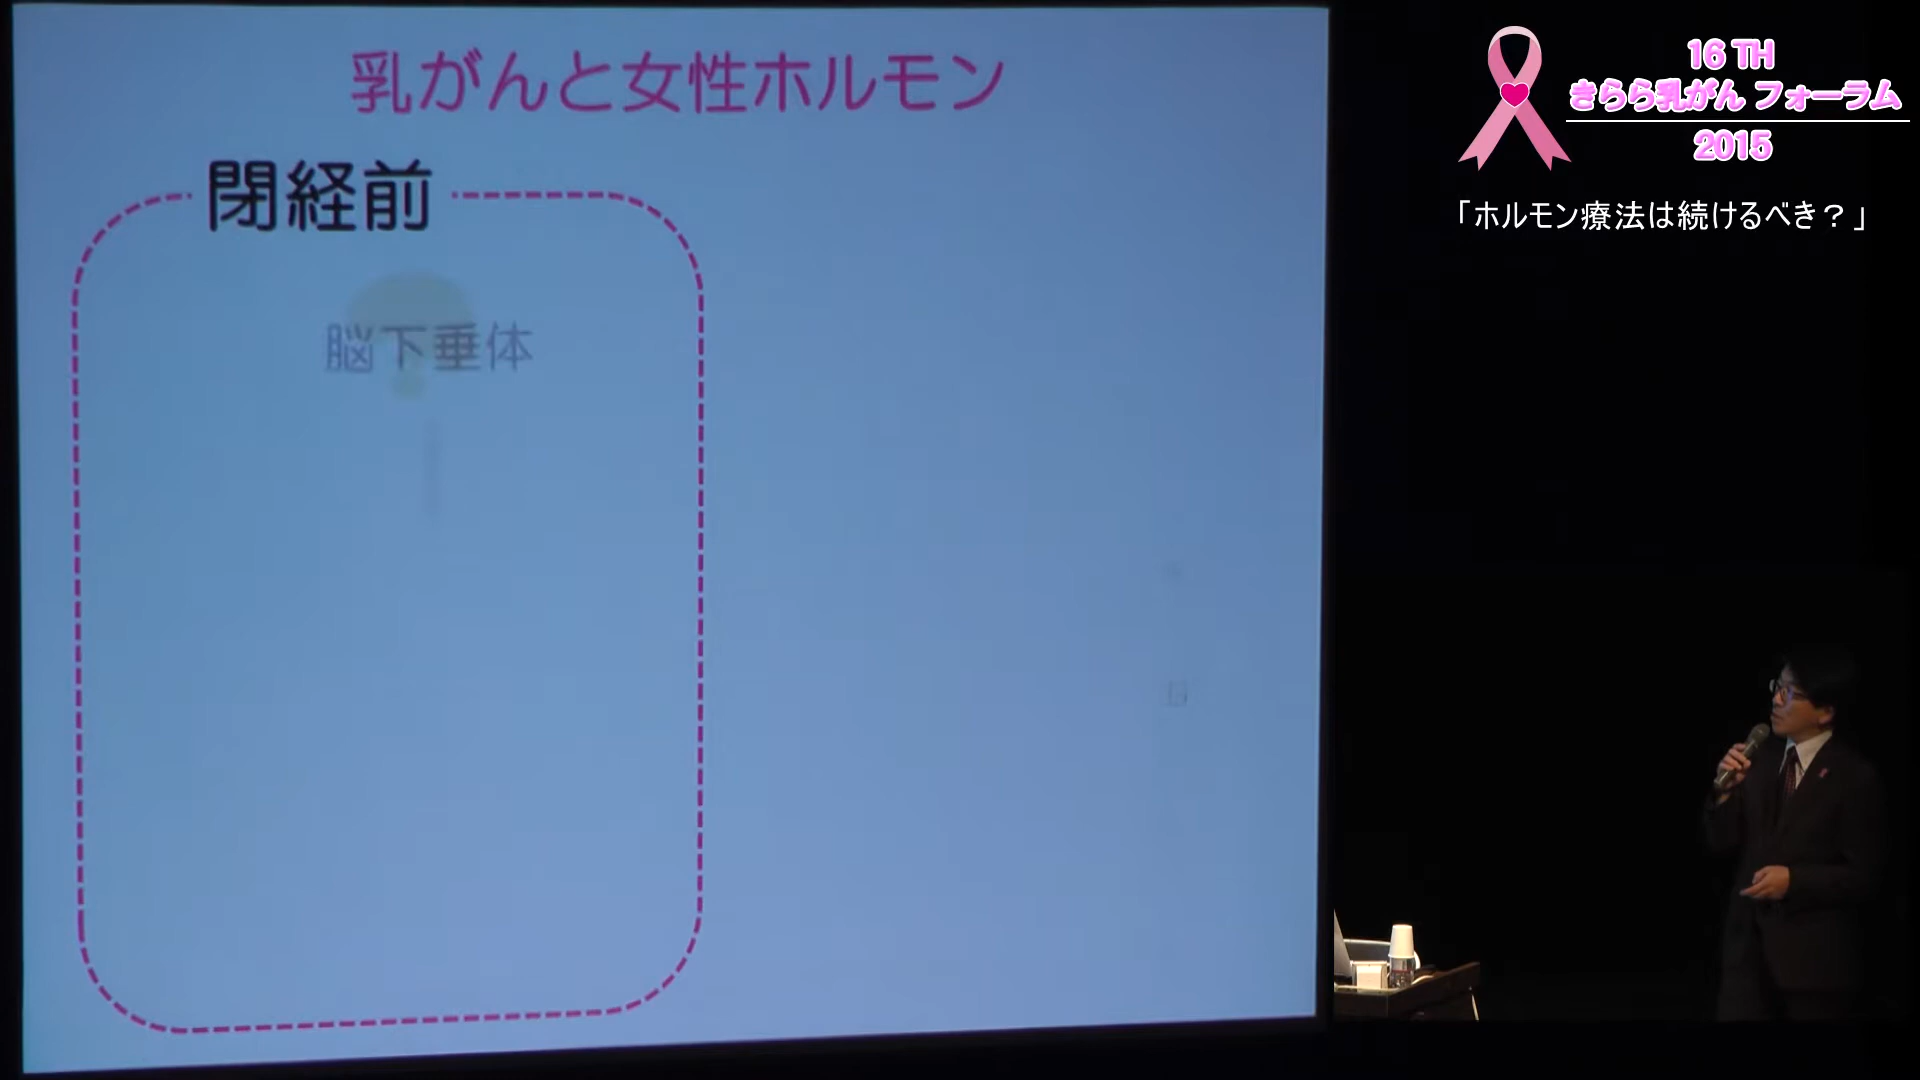 乳がんと女性ホルモン
閉経前
脳下垂体
16 TH
きらら乳がん フォーラム
2015
「ホルモン療法は続けるべき？」